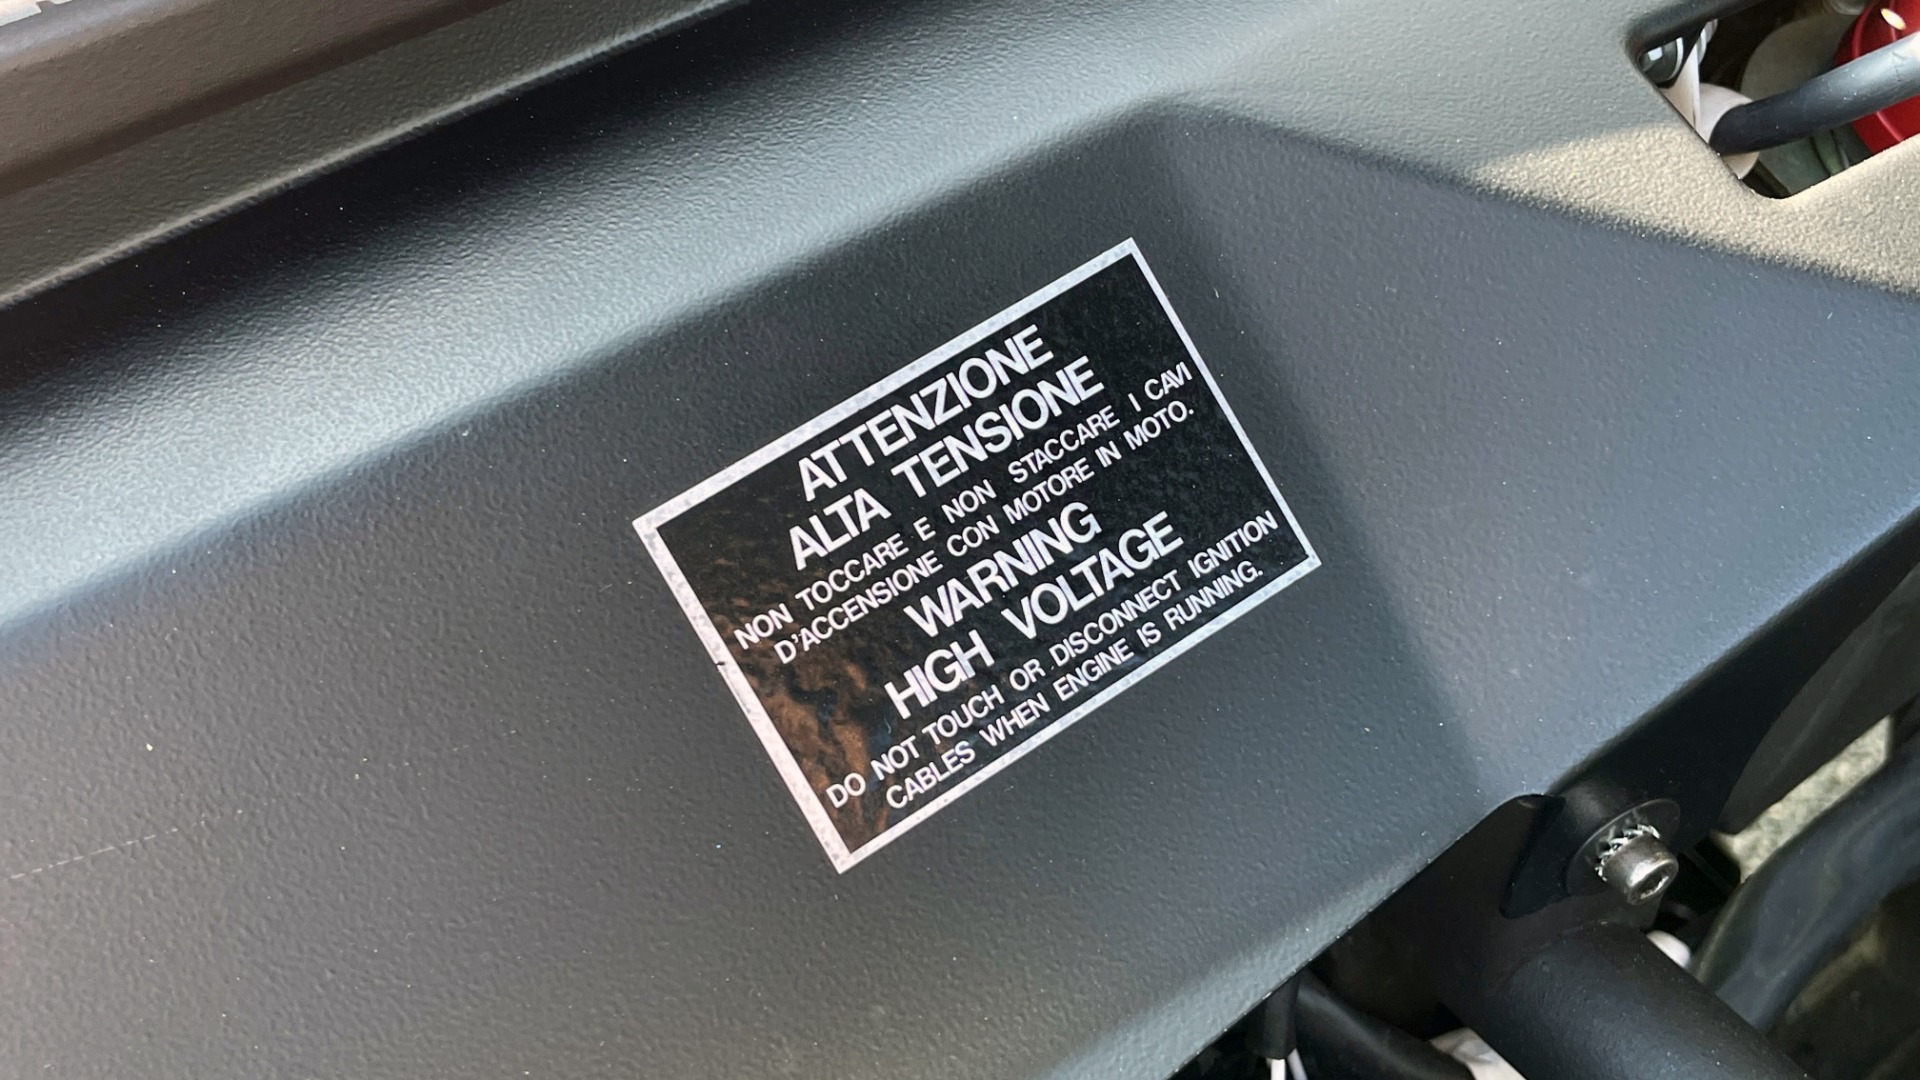 ATTENZIONE
ALTA TENSIONE
NON TOCCARE E NON STACCARE I CAVI
D'ACCENSIONE CON MOTORE IN MOTO.
WARNING
HIGH VOLTAGE
DO NOT TOUCH OR DISCONNECT IGNITION
CABLES WHEN ENGINE IS RUNNING.